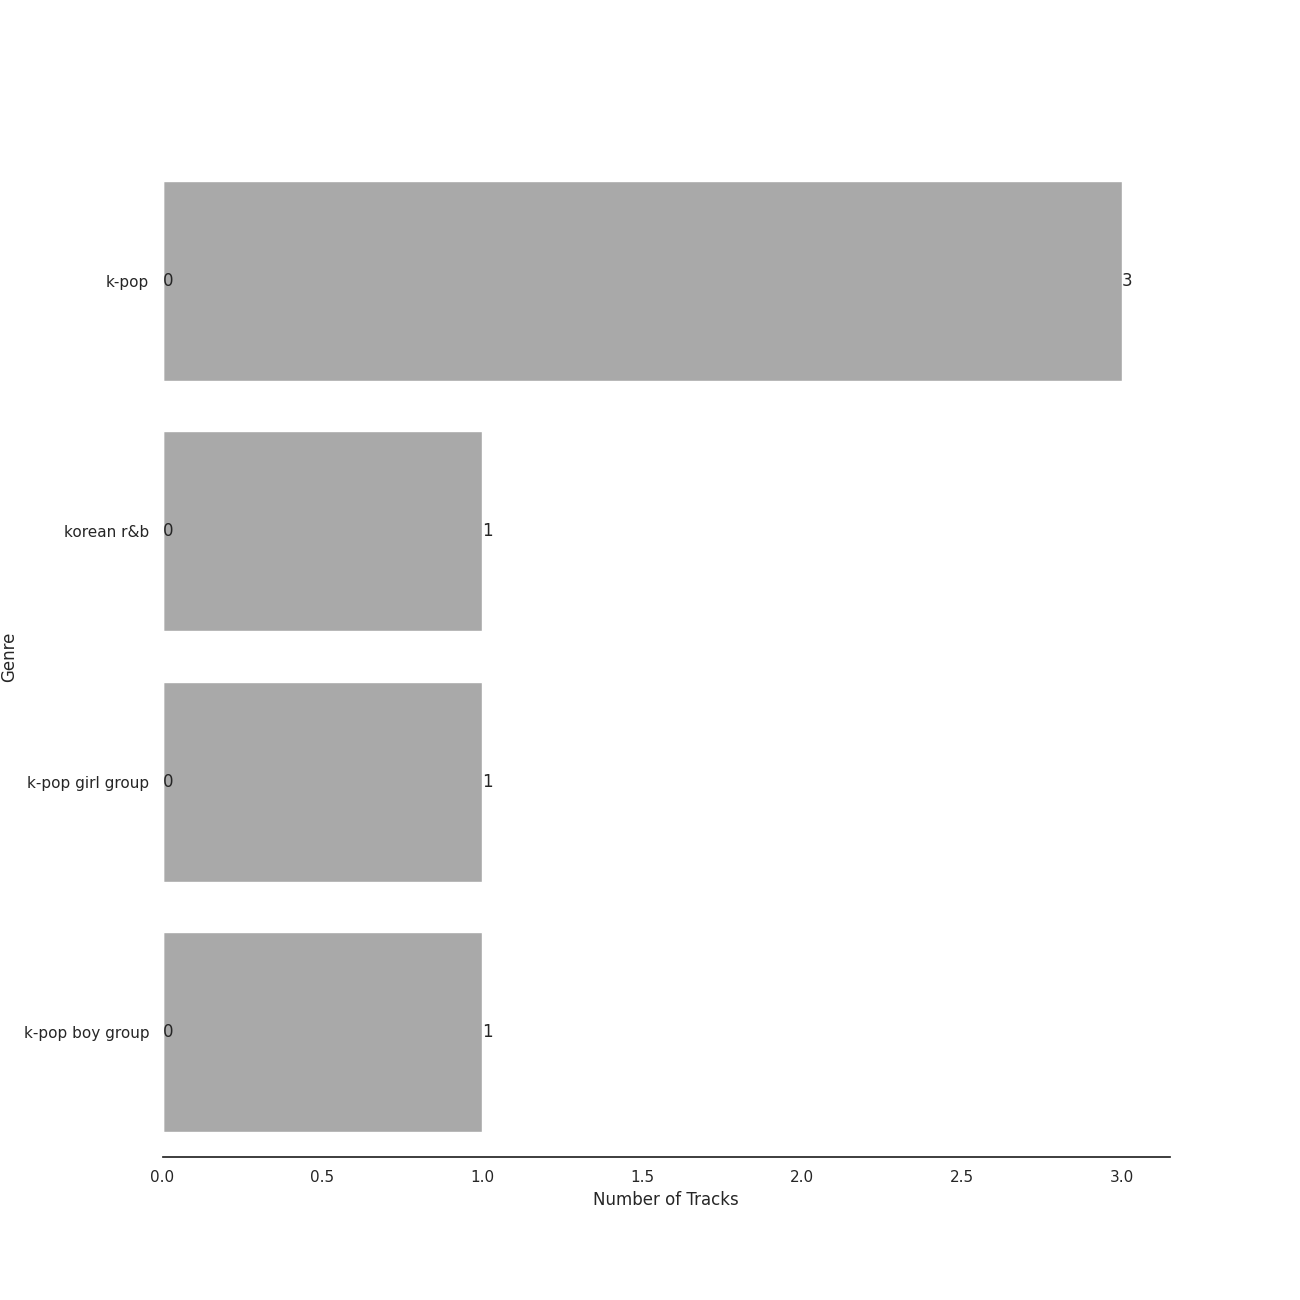 k-pop 0 3
korean r&b 0 1
Genre
k-pop girl group 0 1
k-pop boy group 0 1
0.0 0.5 1.0 1.5 2.0 2.5 3.0
Number of Tracks